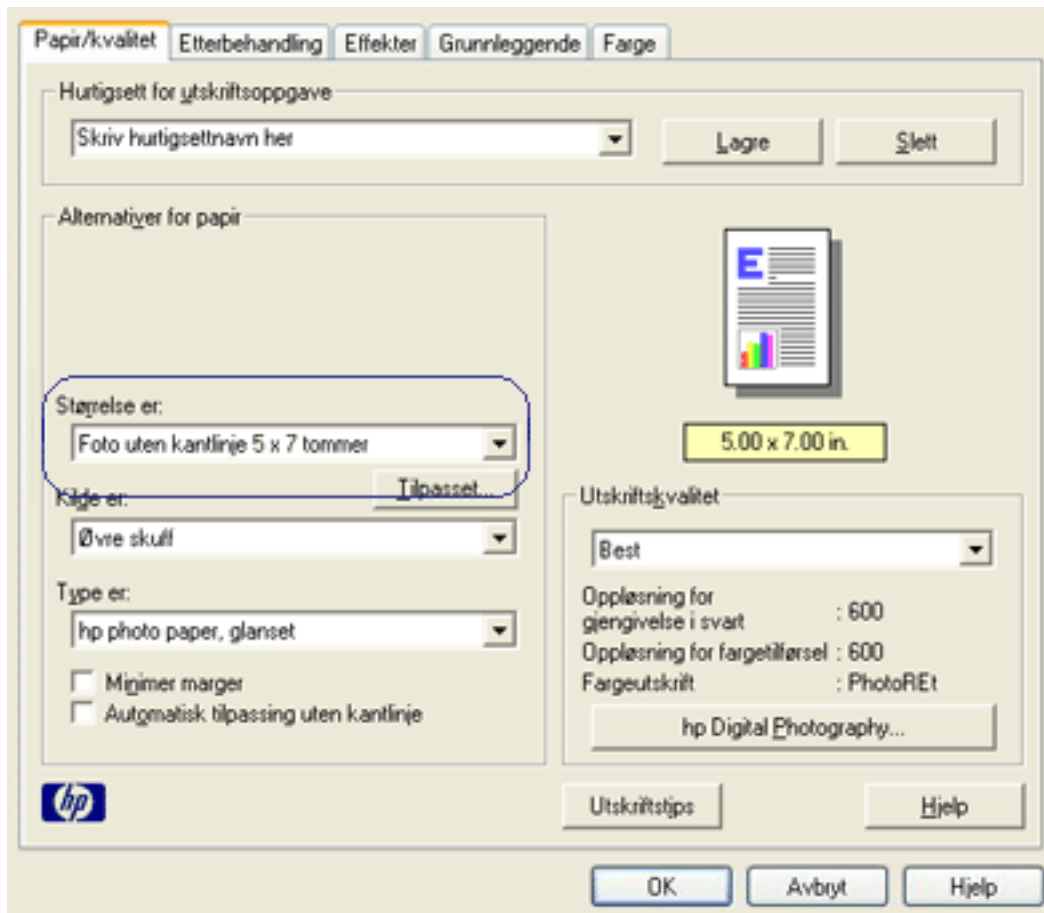 Papir/kvalitet Etterbehandling Effekter Grunnleggende Farge
Hurtigsett for utskriftsoppgave
Skriv hurtigsettnavn her Lagre Slett
Alternativer for papir
E
Størrelse er:
Foto uten kantlinje 5 x 7 tommer
5.00 x 7.00 in.
Tilpasset...
Kilde er:
Øvre skuff
Type er:
hp photo paper, glanset
Minimer marger
Automatisk tilpassing uten kantlinje
Utskriftskvalitet
Best
Oppløsning for
gjengivelse i svart : 600
Oppløsning for fargetilførsel : 600
Fargeutskrift : PhotoREt
hp Digital Photography...
hp
Utskriftstips Hjelp
OK Avbryt Hjelp